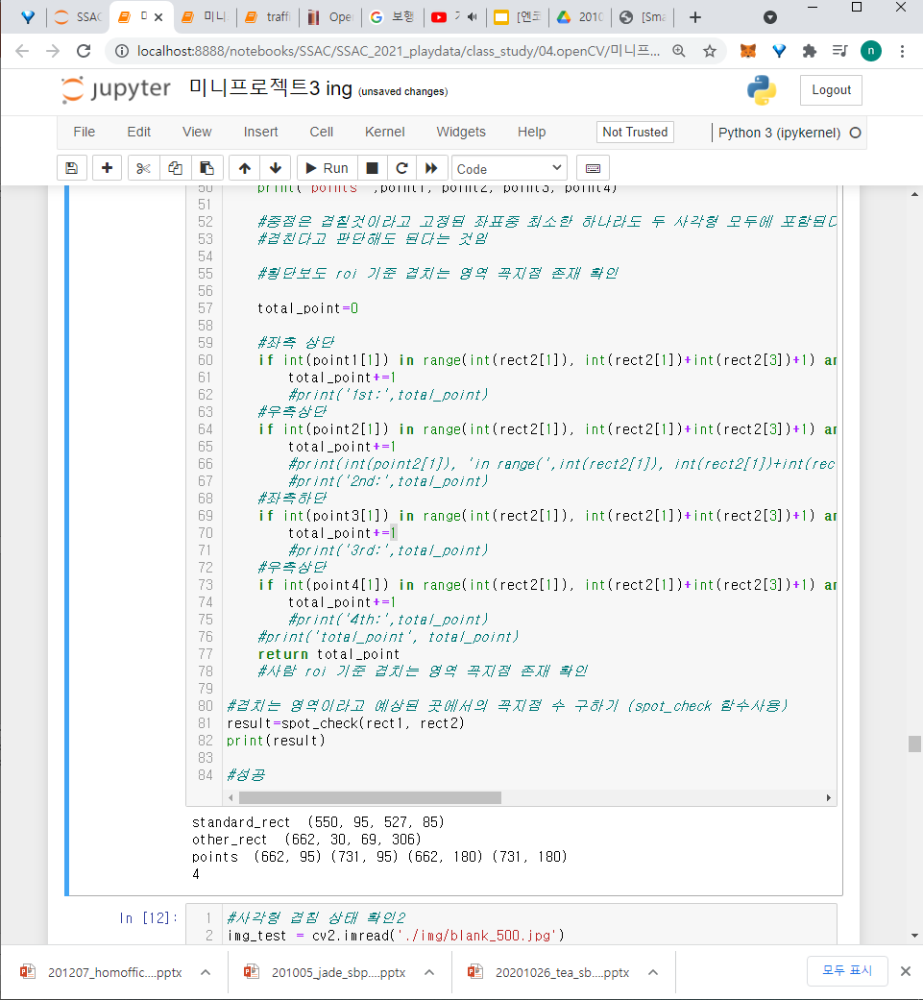 SSAC
미니
traffi
Ope
보행
[엔코
2010
[Sma
localhost:8888/notebooks/SSAC/SSAC_2021_playdata/class_study/04.openCV/미니프...
n
jupyter 미니프로젝트3 ing (unsaved changes)
Logout
File Edit View Insert Cell Kernel Widgets Help
Not Trusted
Python 3 (ipykernel)
Run
Code
50 print("points ",point1, point2, point3, point4)
51
52 #중점은 겹칠것이라고 고정된 좌표중 최소한 하나라도 두 사각형 모두에 포함된다
53 #겹친다고 판단해도 된다는 것임
54
55 #횡단보도 roi 기준 겹치는 영역 꼭지점 존재 확인
56
57 total_point=0
58
59 #좌측 상단
60 if int(point1[1]) in range(int(rect2[1]), int(rect2[1])+int(rect2[3])+1) an
61 total_point+=1
62 #print('1st:',total_point)
63 #우측상단
64 if int(point2[1]) in range(int(rect2[1]), int(rect2[1])+int(rect2[3])+1) an
65 total_point+=1
66 #print(int(point2[1]), 'in range(',int(rect2[1]), int(rect2[1])+int(rec
67 #print('2nd:',total_point)
68 #좌측하단
69 if int(point3[1]) in range(int(rect2[1]), int(rect2[1])+int(rect2[3])+1) an
70 total_point+=1
71 #print('3rd:',total_point)
72 #우측상단
73 if int(point4[1]) in range(int(rect2[1]), int(rect2[1])+int(rect2[3])+1) an
74 total_point+=1
75 #print('4th:',total_point)
76 #print('total_point', total_point)
77 return total_point
78 #사람 roi 기준 겹치는 영역 꼭지점 존재 확인
79
80 #겹치는 영역이라고 예상된 곳에서의 꼭지점 수 구하기 (spot_check 함수사용)
81 result=spot_check(rect1, rect2)
82 print(result)
83
84 #성공
standard_rect (550, 95, 527, 85)
other_rect (662, 30, 69, 306)
points (662, 95) (731, 95) (662, 180) (731, 180)
4
In [12]:
1 #사각형 겹침 상태 확인2
2 img_test = cv2.imread('./img/blank_500.jpg')
201207_homoffic....pptx
201005_jade_sbp....pptx
20201026_tea_sb....pptx
모두 표시